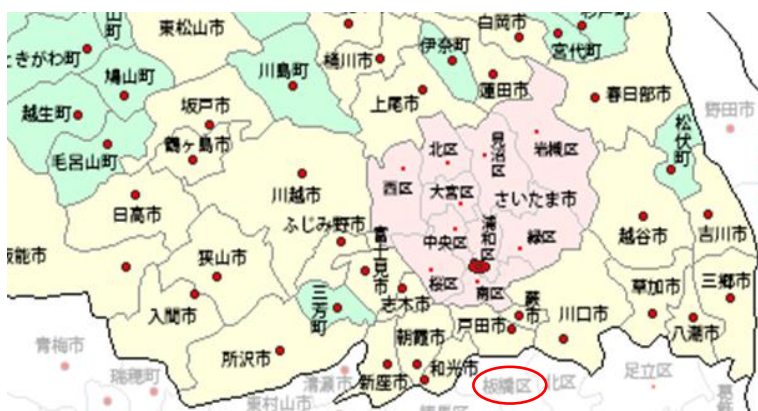 白岡市
宮代町
東松山市
桶川市
伊奈町
ときがわ町
鳩山町
川島町
蓮田市
上尾市
春日部市
越生町
坂戸市
野田市
松伏町
毛呂山町
鶴ヶ島市
北区
見沼区
岩槻区
川越市
西区
大宮区
さいたま市
日高市
ふじみ野市
中央区
浦和区
緑区
越谷市
吉川市
狭山市
富士見市
桜区
南区
草加市
三郷市
入間市
三芳町
志木市
蕨市
川口市
八潮市
朝霞市
戸田市
青梅市
所沢市
和光市
新座市
瑞穂町
清瀬市
板橋区
北区
足立区
東村山市